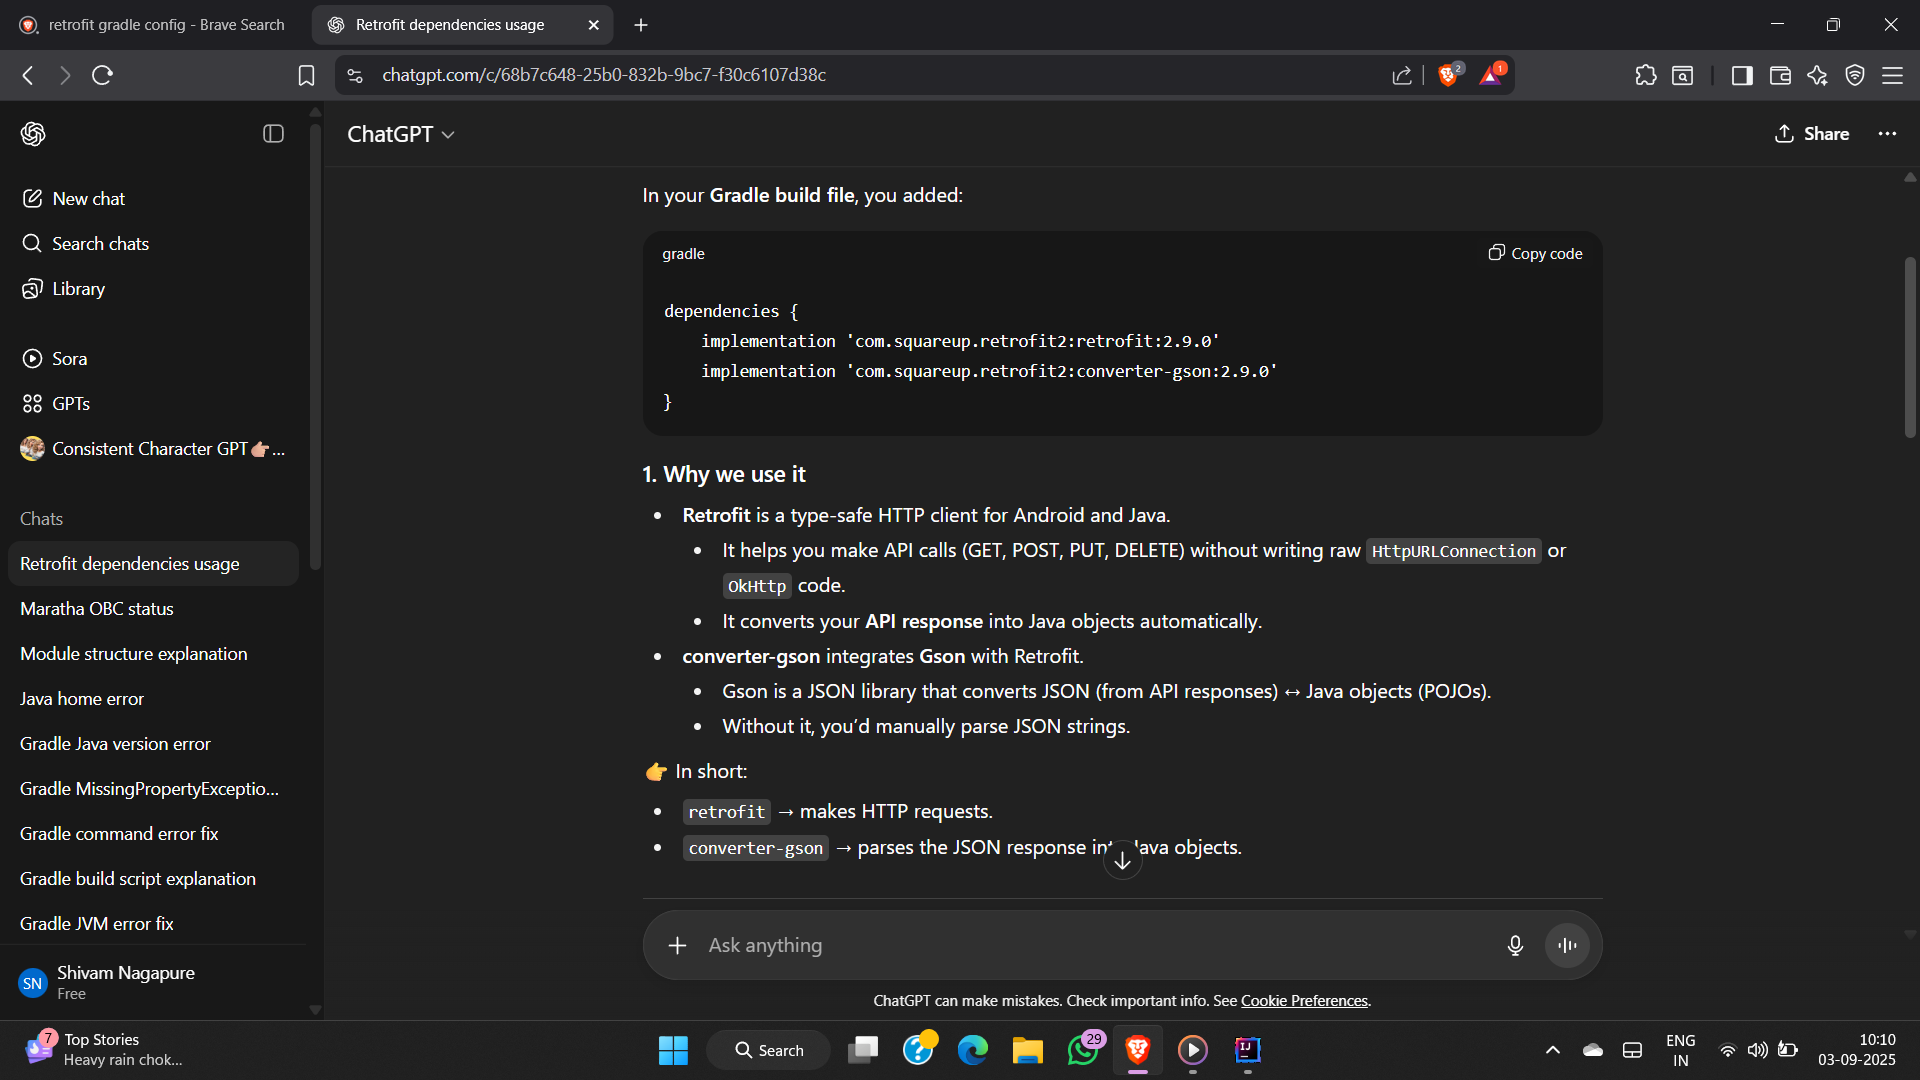 retrofit gradle config - Brave Search
Retrofit dependencies usage
chatgpt.com/c/68b7c648-25b0-832b-9bc7-f30c6107d38c
2
1
ChatGPT
Share
New chat
Search chats
Library
Sora
GPTs
Consistent Character GPT👉🏼...
Chats
Retrofit dependencies usage
Maratha OBC status
Module structure explanation
Java home error
Gradle Java version error
Gradle MissingPropertyExceptio...
Gradle command error fix
Gradle build script explanation
Gradle JVM error fix
SN
Shivam Nagapure
Free
In your Gradle build file, you added:
gradle
Copy code
dependencies {
    implementation 'com.squareup.retrofit2:retrofit:2.9.0'
    implementation 'com.squareup.retrofit2:converter-gson:2.9.0'
}
1. Why we use it
• Retrofit is a type-safe HTTP client for Android and Java.
• It helps you make API calls (GET, POST, PUT, DELETE) without writing raw HttpURLConnection or
OkHttp code.
• It converts your API response into Java objects automatically.
• converter-gson integrates Gson with Retrofit.
• Gson is a JSON library that converts JSON (from API responses) ↔ Java objects (POJOs).
• Without it, you'd manually parse JSON strings.
👉 In short:
• retrofit → makes HTTP requests.
• converter-gson → parses the JSON response into Java objects.
Ask anything
ChatGPT can make mistakes. Check important info. See Cookie Preferences.
7
Top Stories
Heavy rain chok...
Search
29
IJ
ENG
IN
10:10
03-09-2025